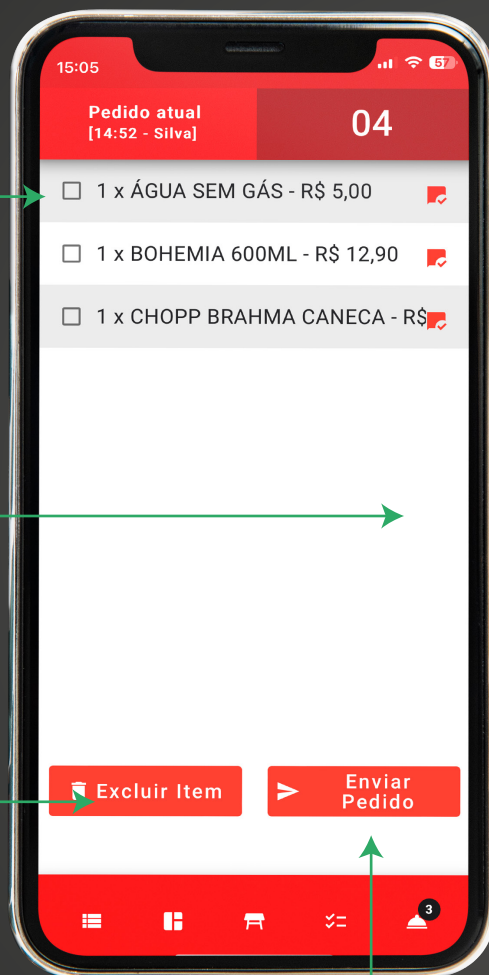 15:05
57
Pedido atual
[14:52 - Silva]
04
1 x ÁGUA SEM GÁS - R$ 5,00
1 x BOHEMIA 600ML - R$ 12,90
1 x CHOPP BRAHMA CANECA - R$
Excluir Item
Enviar
Pedido
3